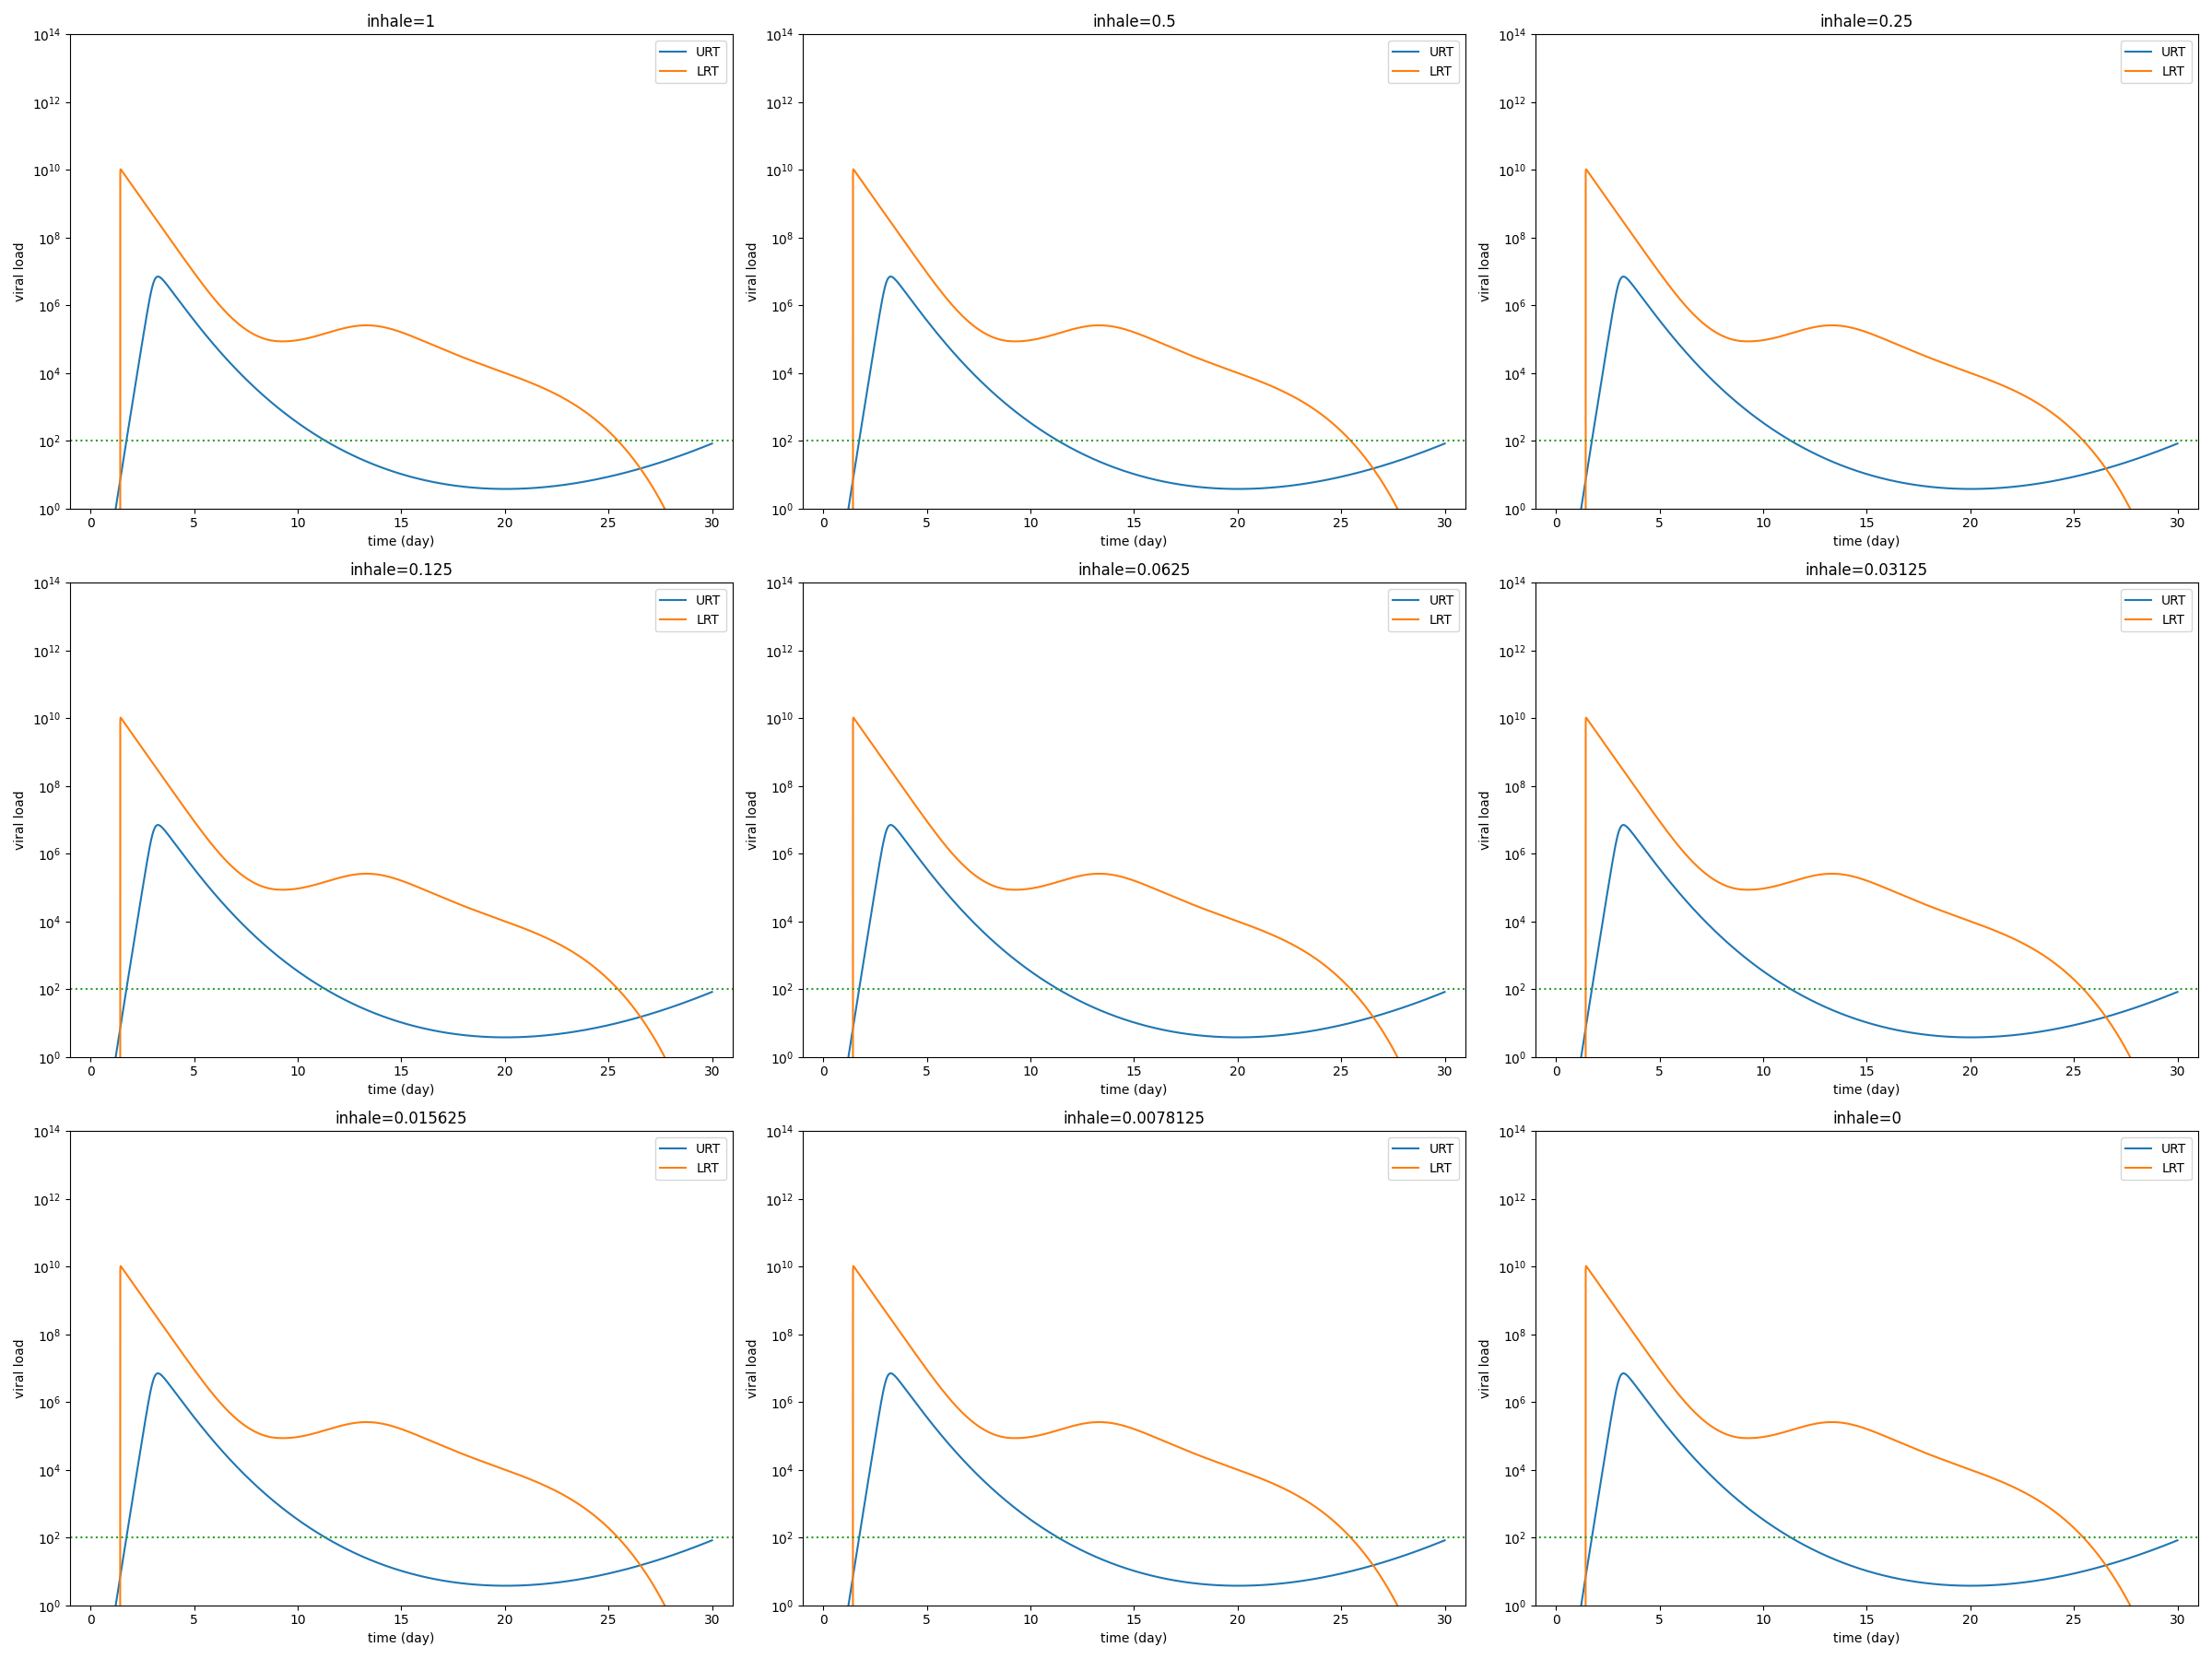 inhale=1
10^14
10^12
10^10
10^8
10^6
10^4
10^2
10^0
viral load
URT
LRT
0 5 10 15 20 25 30
time (day)
inhale=0.5
10^14
10^12
10^10
10^8
10^6
10^4
10^2
10^0
viral load
URT
LRT
0 5 10 15 20 25 30
time (day)
inhale=0.25
10^14
10^12
10^10
10^8
10^6
10^4
10^2
10^0
viral load
URT
LRT
0 5 10 15 20 25 30
time (day)
inhale=0.125
10^14
10^12
10^10
10^8
10^6
10^4
10^2
10^0
viral load
URT
LRT
0 5 10 15 20 25 30
time (day)
inhale=0.0625
10^14
10^12
10^10
10^8
10^6
10^4
10^2
10^0
viral load
URT
LRT
0 5 10 15 20 25 30
time (day)
inhale=0.03125
10^14
10^12
10^10
10^8
10^6
10^4
10^2
10^0
viral load
URT
LRT
0 5 10 15 20 25 30
time (day)
inhale=0.015625
10^14
10^12
10^10
10^8
10^6
10^4
10^2
10^0
viral load
URT
LRT
0 5 10 15 20 25 30
time (day)
inhale=0.0078125
10^14
10^12
10^10
10^8
10^6
10^4
10^2
10^0
viral load
URT
LRT
0 5 10 15 20 25 30
time (day)
inhale=0
10^14
10^12
10^10
10^8
10^6
10^4
10^2
10^0
viral load
URT
LRT
0 5 10 15 20 25 30
time (day)